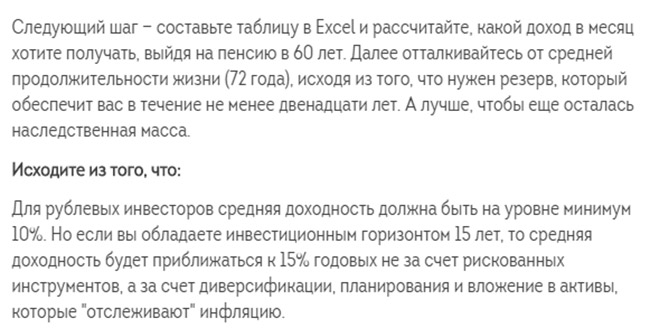 Следующий шаг – составьте таблицу в Excel и рассчитайте, какой доход в месяц
хотите получать, выйдя на пенсию в 60 лет. Далее отталкивайтесь от средней
продолжительности жизни (72 года), исходя из того, что нужен резерв, который
обеспечит вас в течение не менее двенадцати лет. А лучше, чтобы еще осталась
наследственная масса.
Исходите из того, что:
Для рублевых инвесторов средняя доходность должна быть на уровне минимум
10%. Но если вы обладаете инвестиционным горизонтом 15 лет, то средняя
доходность будет приближаться к 15% годовых не за счет рискованных
инструментов, а за счет диверсификации, планирования и вложение в активы,
которые "отслеживают" инфляцию.